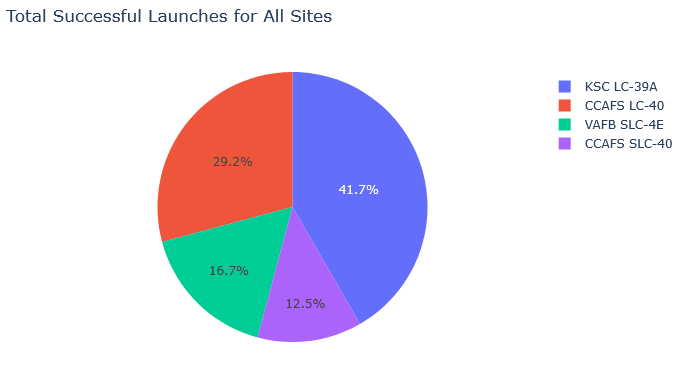 Total Successful Launches for All Sites
KSC LC-39A
CCAFS LC-40
VAFB SLC-4E
CCAFS SLC-40
29.2%
41.7%
16.7%
12.5%